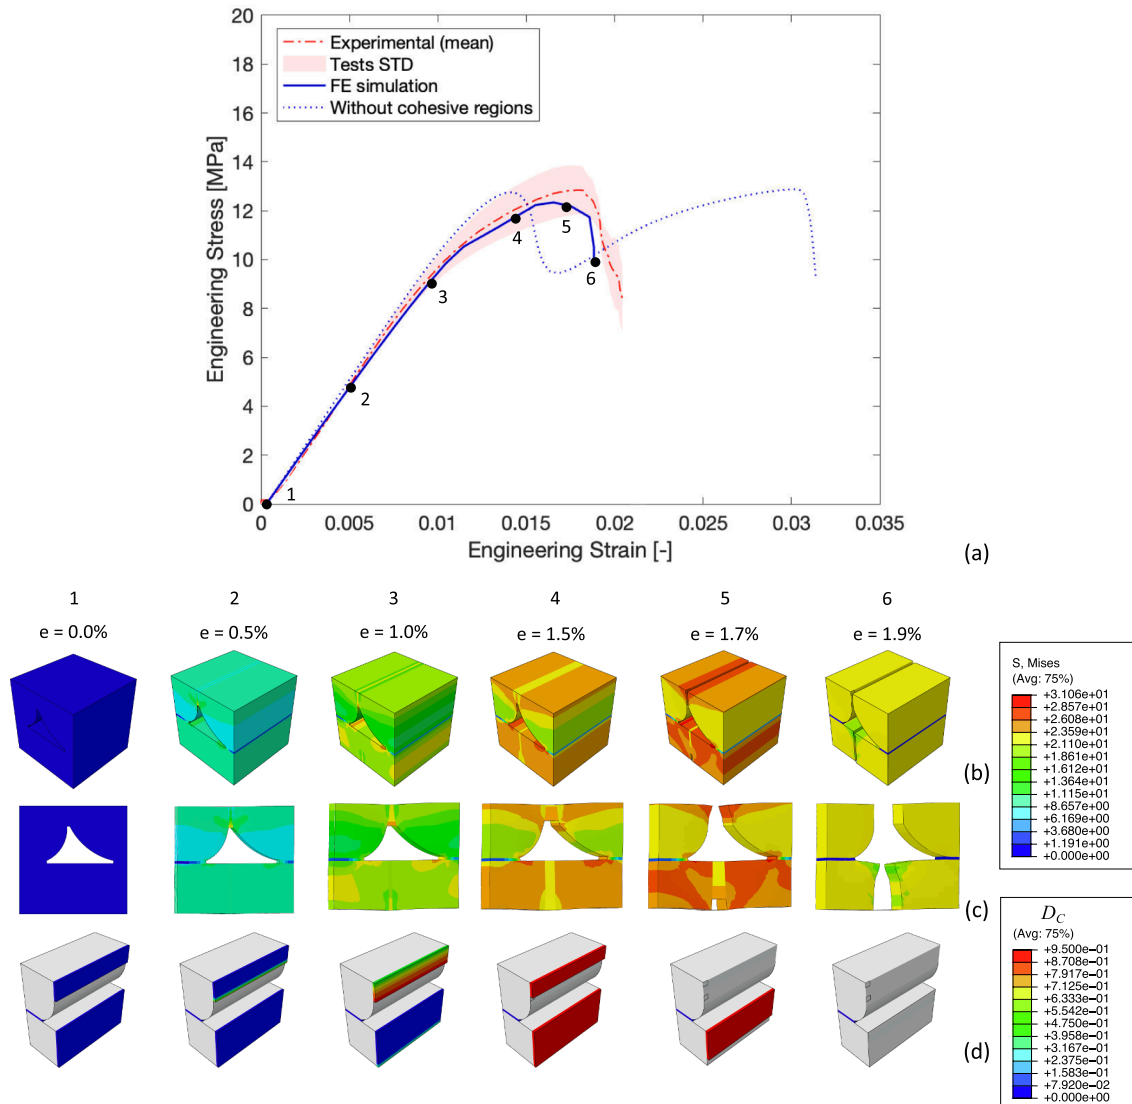 20
18
16
14
12
10
8
6
4
2
0
Engineering Stress [MPa]
Experimental (mean)
Tests STD
FE simulation
Without cohesive regions
1
2
3
4
5
6
0 0.005 0.01 0.015 0.02 0.025 0.03 0.035
Engineering Strain [-]
(a)
1 2 3 4 5 6
e = 0.0% e = 0.5% e = 1.0% e = 1.5% e = 1.7% e = 1.9%
S, Mises
(Avg: 75%)
+3.106e+01
+2.857e+01
+2.608e+01
+2.359e+01
+2.110e+01
+1.861e+01
+1.612e+01
+1.364e+01
+1.115e+01
+8.657e+00
+6.169e+00
+3.680e+00
+1.191e+00
+0.000e+00
(b)
(c)
D_C
(Avg: 75%)
+9.500e−01
+8.708e−01
+7.917e−01
+7.125e−01
+6.333e−01
+5.542e−01
+4.750e−01
+3.958e−01
+3.167e−01
+2.375e−01
+1.583e−01
+7.920e−02
+0.000e+00
(d)